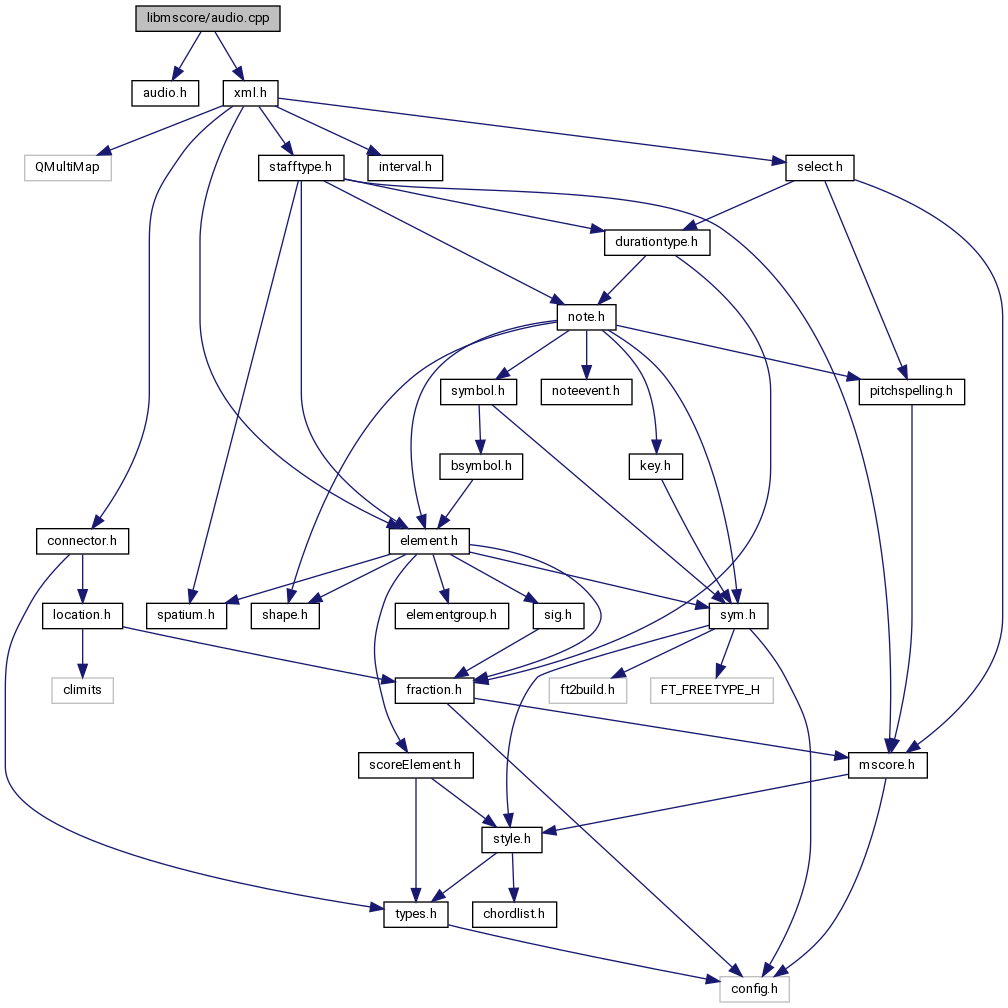 libmscore/audio.cpp
audio.h
xml.h
QMultiMap
stafftype.h
interval.h
select.h
durationtype.h
note.h
symbol.h
noteevent.h
pitchspelling.h
bsymbol.h
key.h
connector.h
element.h
location.h
spatium.h
shape.h
elementgroup.h
sig.h
sym.h
climits
fraction.h
ft2build.h
FT_FREETYPE_H
scoreElement.h
mscore.h
style.h
types.h
chordlist.h
config.h